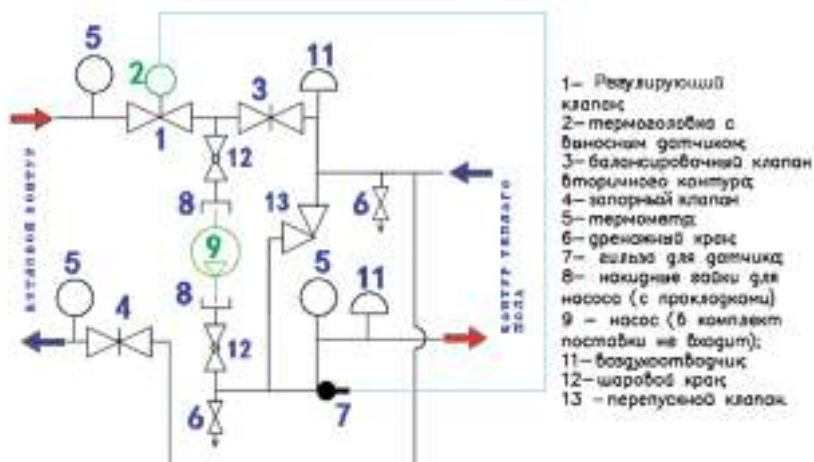 5
2
11
3
1
12
8
13
6
9
5
8
5
11
4
12
6
7
КОНТУР ТЕПЛАГО
ПОЛА
1– Регулирующий
клапан;
2–термоголовка с
выносным датчиком;
3–балансировочный клапан
вторичного контура;
4–запорный клапан
5–термометр;
6–дренажный кран;
7– гильза для датчика;
8– накидные гайки для
насоса (с прокладками)
9 – насос (в комплект
поставки не входит);
11–воздухоотводчик;
12–шаровой кран;
13 –перепускной клапан.